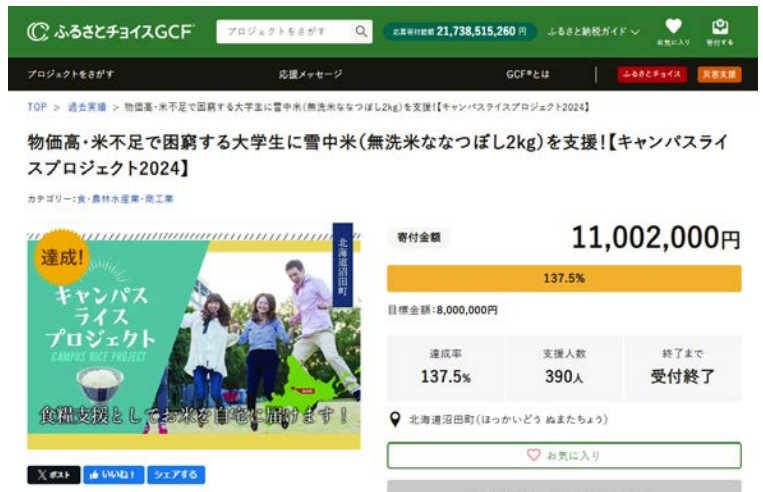 ふるさとチョイスGCF®
プロジェクトをさがす
応募寄付総額 21,738,515,260 円
ふるさと納税ガイド
お気に入り
寄付する
プロジェクトをさがす
応援メッセージ
GCF®とは
ふるさとチョイス
災害支援
TOP > 過去実績 > 物価高・米不足で困窮する大学生に雪中米(無洗米ななつぼし2kg)を支援!【キャンパスライスプロジェクト2024】
物価高・米不足で困窮する大学生に雪中米(無洗米ななつぼし2kg)を支援!【キャンパスライ
スプロジェクト2024】
カテゴリー:食・農林水産業・商工業
達成!
北海道沼田町
キャンパス
ライス
プロジェクト
CAMPUS RICE PROJECT
食糧支援としてお米を自宅に届けます!
寄付金額
11,002,000円
137.5%
目標金額:8,000,000円
達成率
137.5%
支援人数
390人
終了まで
受付終了
北海道沼田町(ほっかいどう ぬまたちょう)
お気に入り
ポスト
いいね!
シェアする